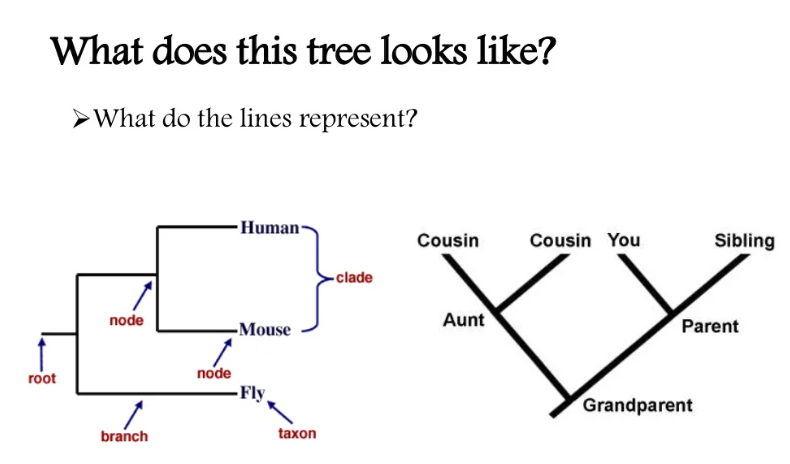 What does this tree looks like?
➤What do the lines represent?
Human
clade
node
Mouse
node
root
Fly
branch
taxon
Cousin Cousin You Sibling
Aunt
Parent
Grandparent